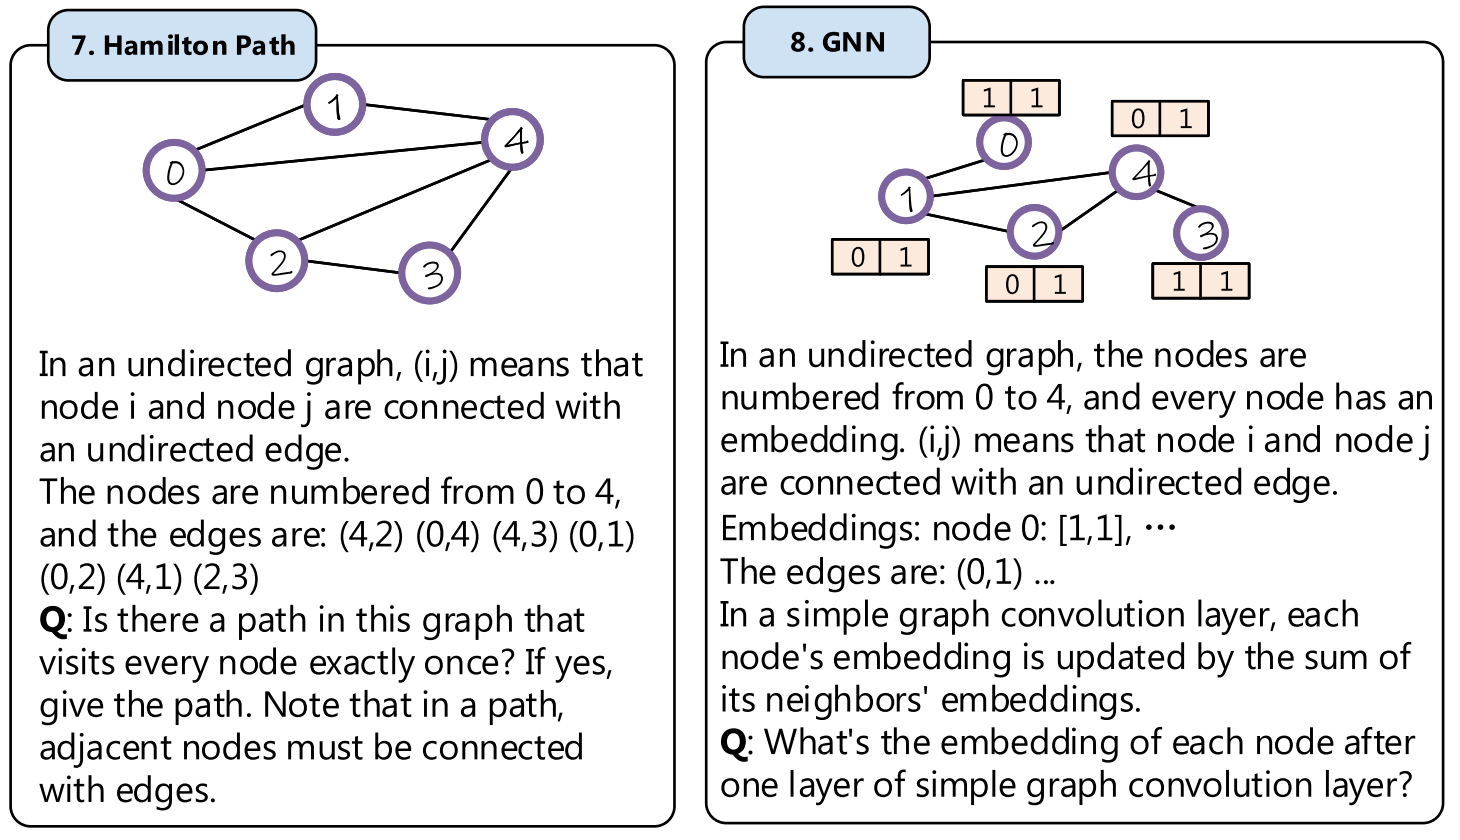 7. Hamilton Path
1
4
0
2
3
In an undirected graph, (i,j) means that
node i and node j are connected with
an undirected edge.
The nodes are numbered from 0 to 4,
and the edges are: (4,2) (0,4) (4,3) (0,1)
(0,2) (4,1) (2,3)
Q: Is there a path in this graph that
visits every node exactly once? If yes,
give the path. Note that in a path,
adjacent nodes must be connected
with edges.
8. GNN
1 1
0 1
0
4
1
2
3
0 1
0 1
1 1
In an undirected graph, the nodes are
numbered from 0 to 4, and every node has an
embedding. (i,j) means that node i and node j
are connected with an undirected edge.
Embeddings: node 0: [1,1], ⋯
The edges are: (0,1) ...
In a simple graph convolution layer, each
node's embedding is updated by the sum of
its neighbors' embeddings.
Q: What's the embedding of each node after
one layer of simple graph convolution layer?